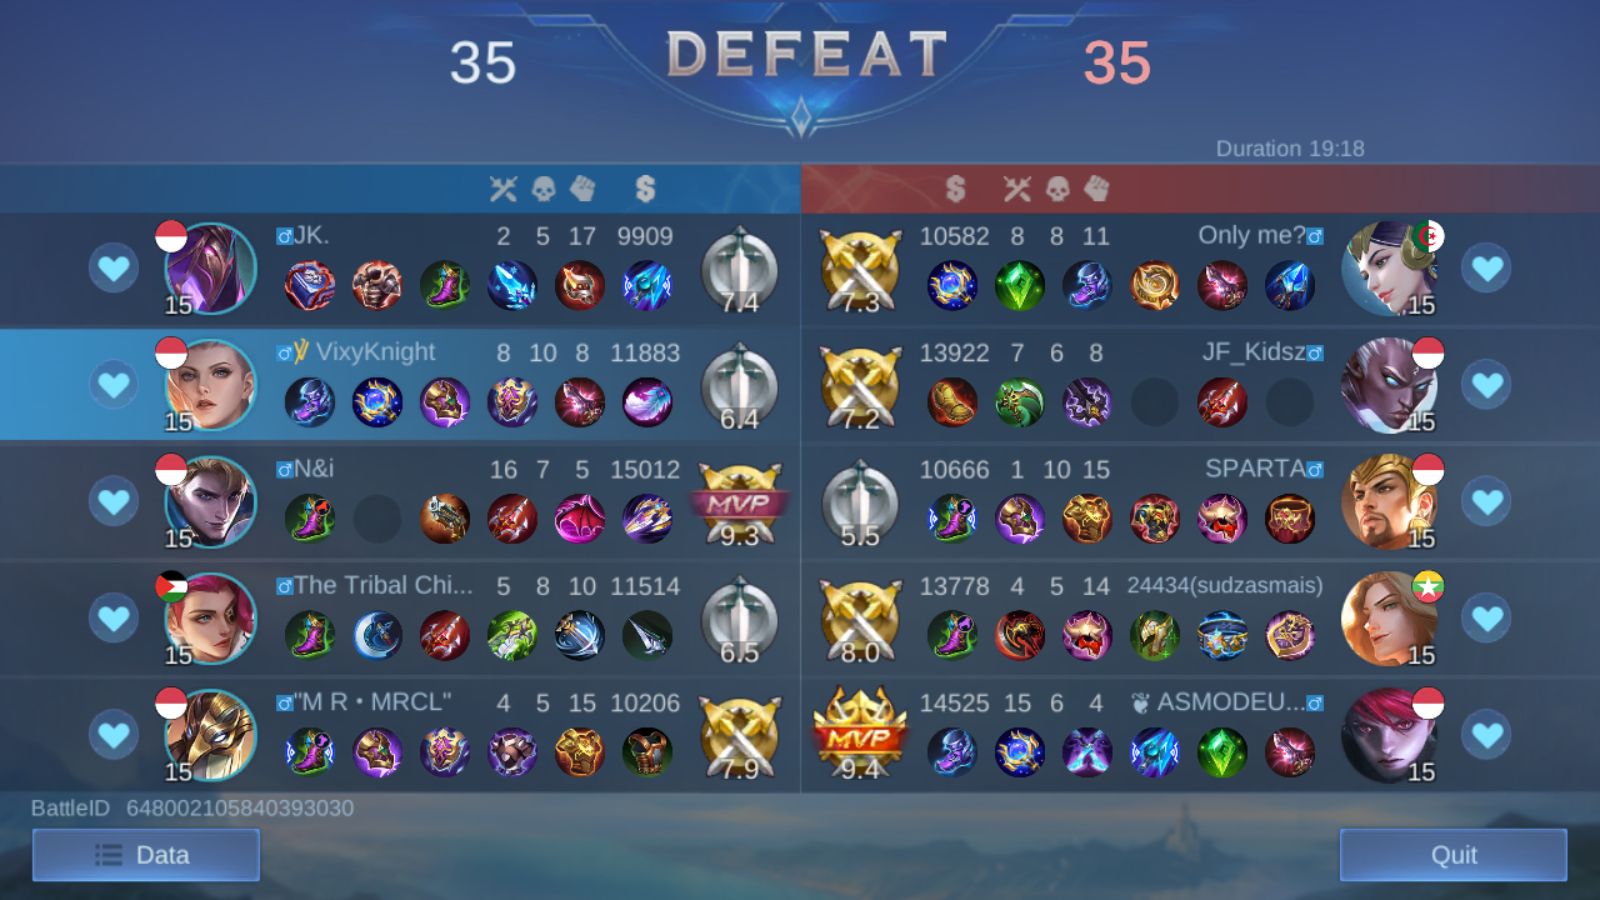 35 DEFEAT 35
Duration 19:18
JK. 2 5 17 9909
15 7.4
10582 8 8 11 Only me?
7.3 15
VixyKnight 8 10 8 11883
15 6.4
13922 7 6 8 JF_Kidsz
7.2 15
N&i 16 7 5 15012
MVP
15 9.3
10666 1 10 15 SPARTA
5.5 15
The Tribal Chi... 5 8 10 11514
15 6.5
13778 4 5 14 24434(sudzasmais)
8.0 15
"M R • MRCL" 4 5 15 10206
15 7.9
14525 15 6 4 ASMODEU...
MVP
9.4 15
BattleID 648002105840393030
Data
Quit